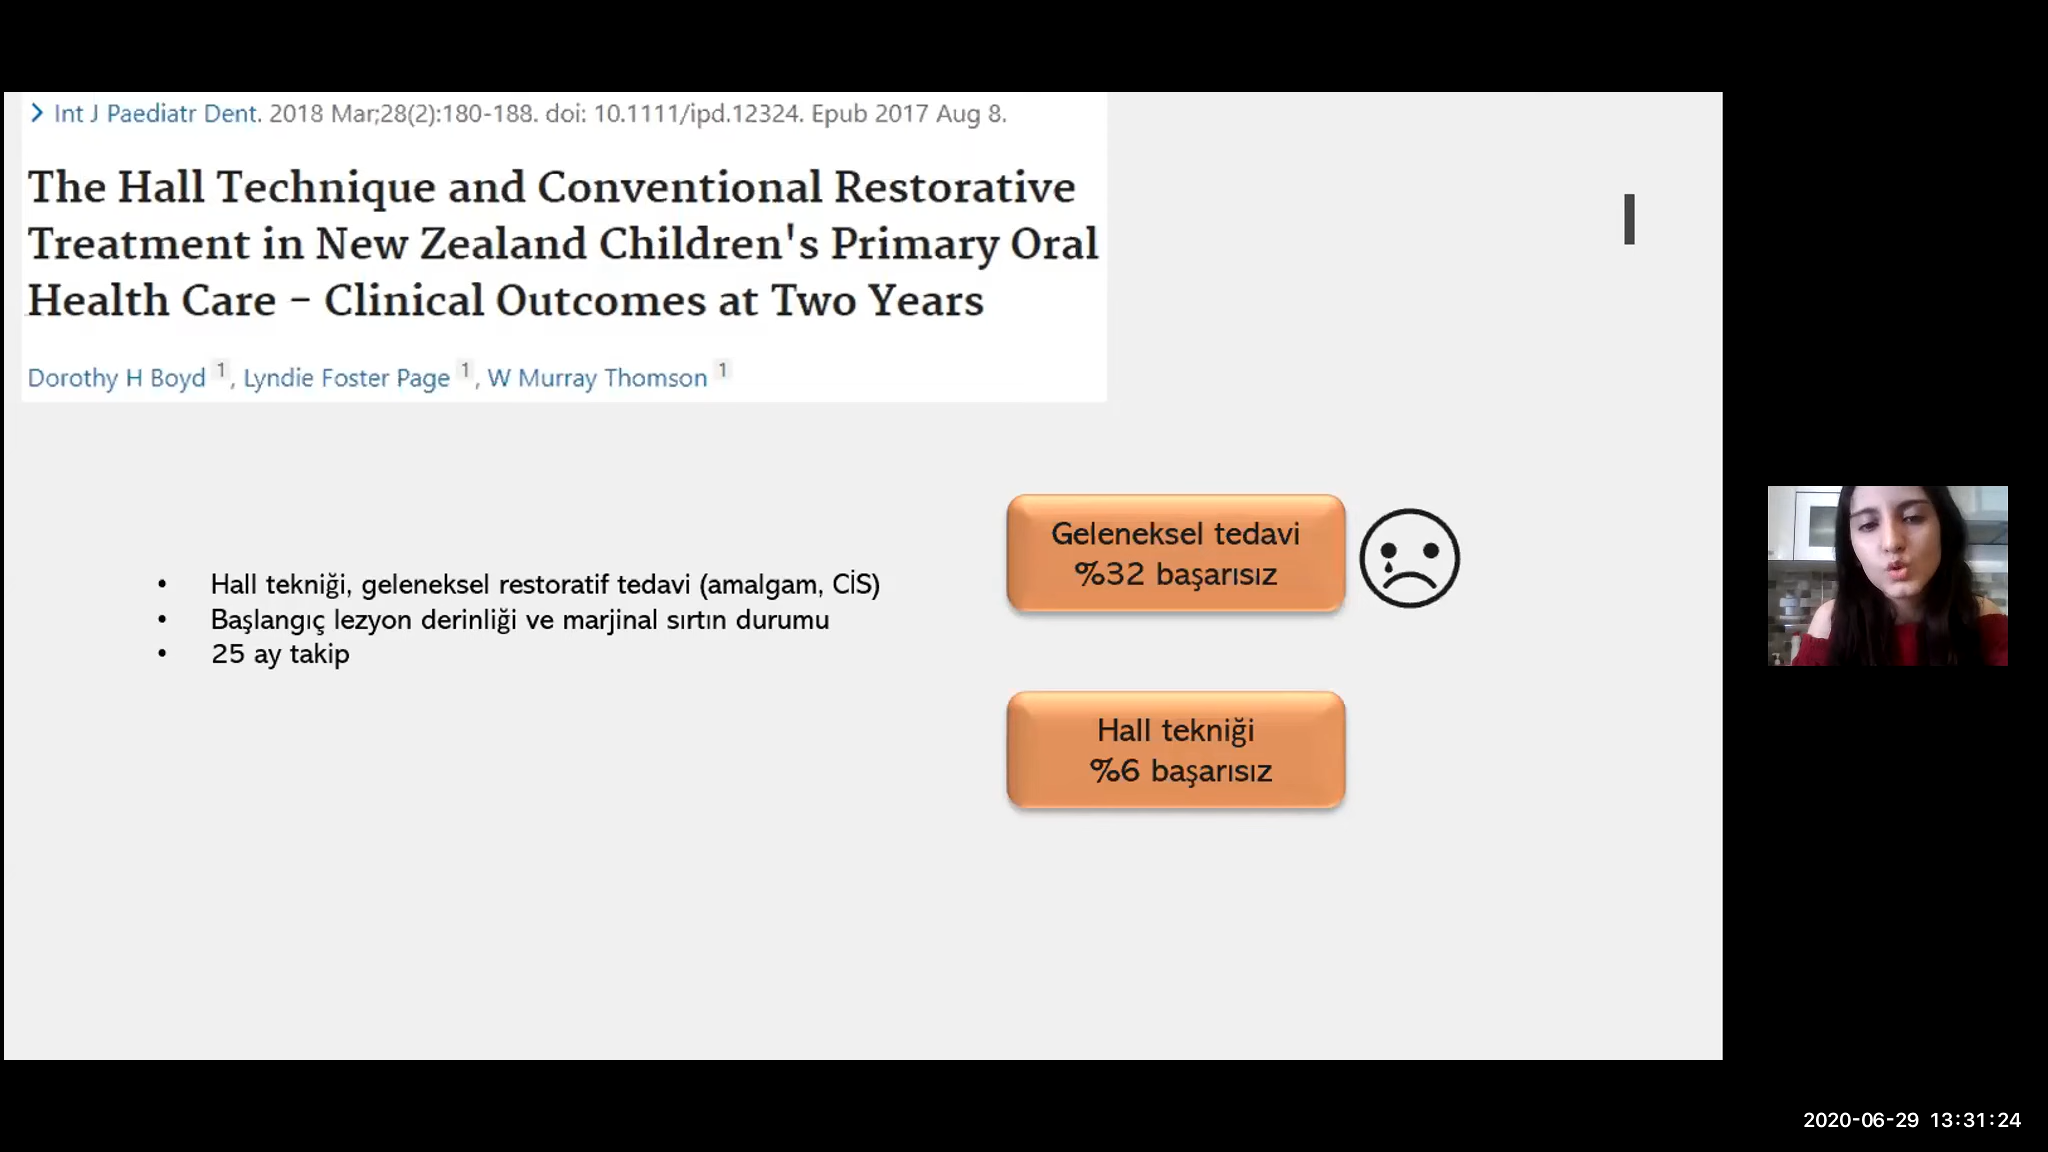 Int J Paediatr Dent. 2018 Mar;28(2):180-188. doi: 10.1111/ipd.12324. Epub 2017 Aug 8.
The Hall Technique and Conventional Restorative
Treatment in New Zealand Children's Primary Oral
Health Care - Clinical Outcomes at Two Years
Dorothy H Boyd 1, Lyndie Foster Page 1, W Murray Thomson 1
• Hall tekniği, geleneksel restoratif tedavi (amalgam, CİS)
• Başlangıç lezyon derinliği ve marjinal sırtın durumu
• 25 ay takip
Geleneksel tedavi
%32 başarısız
Hall tekniği
%6 başarısız
2020-06-29 13:31:24